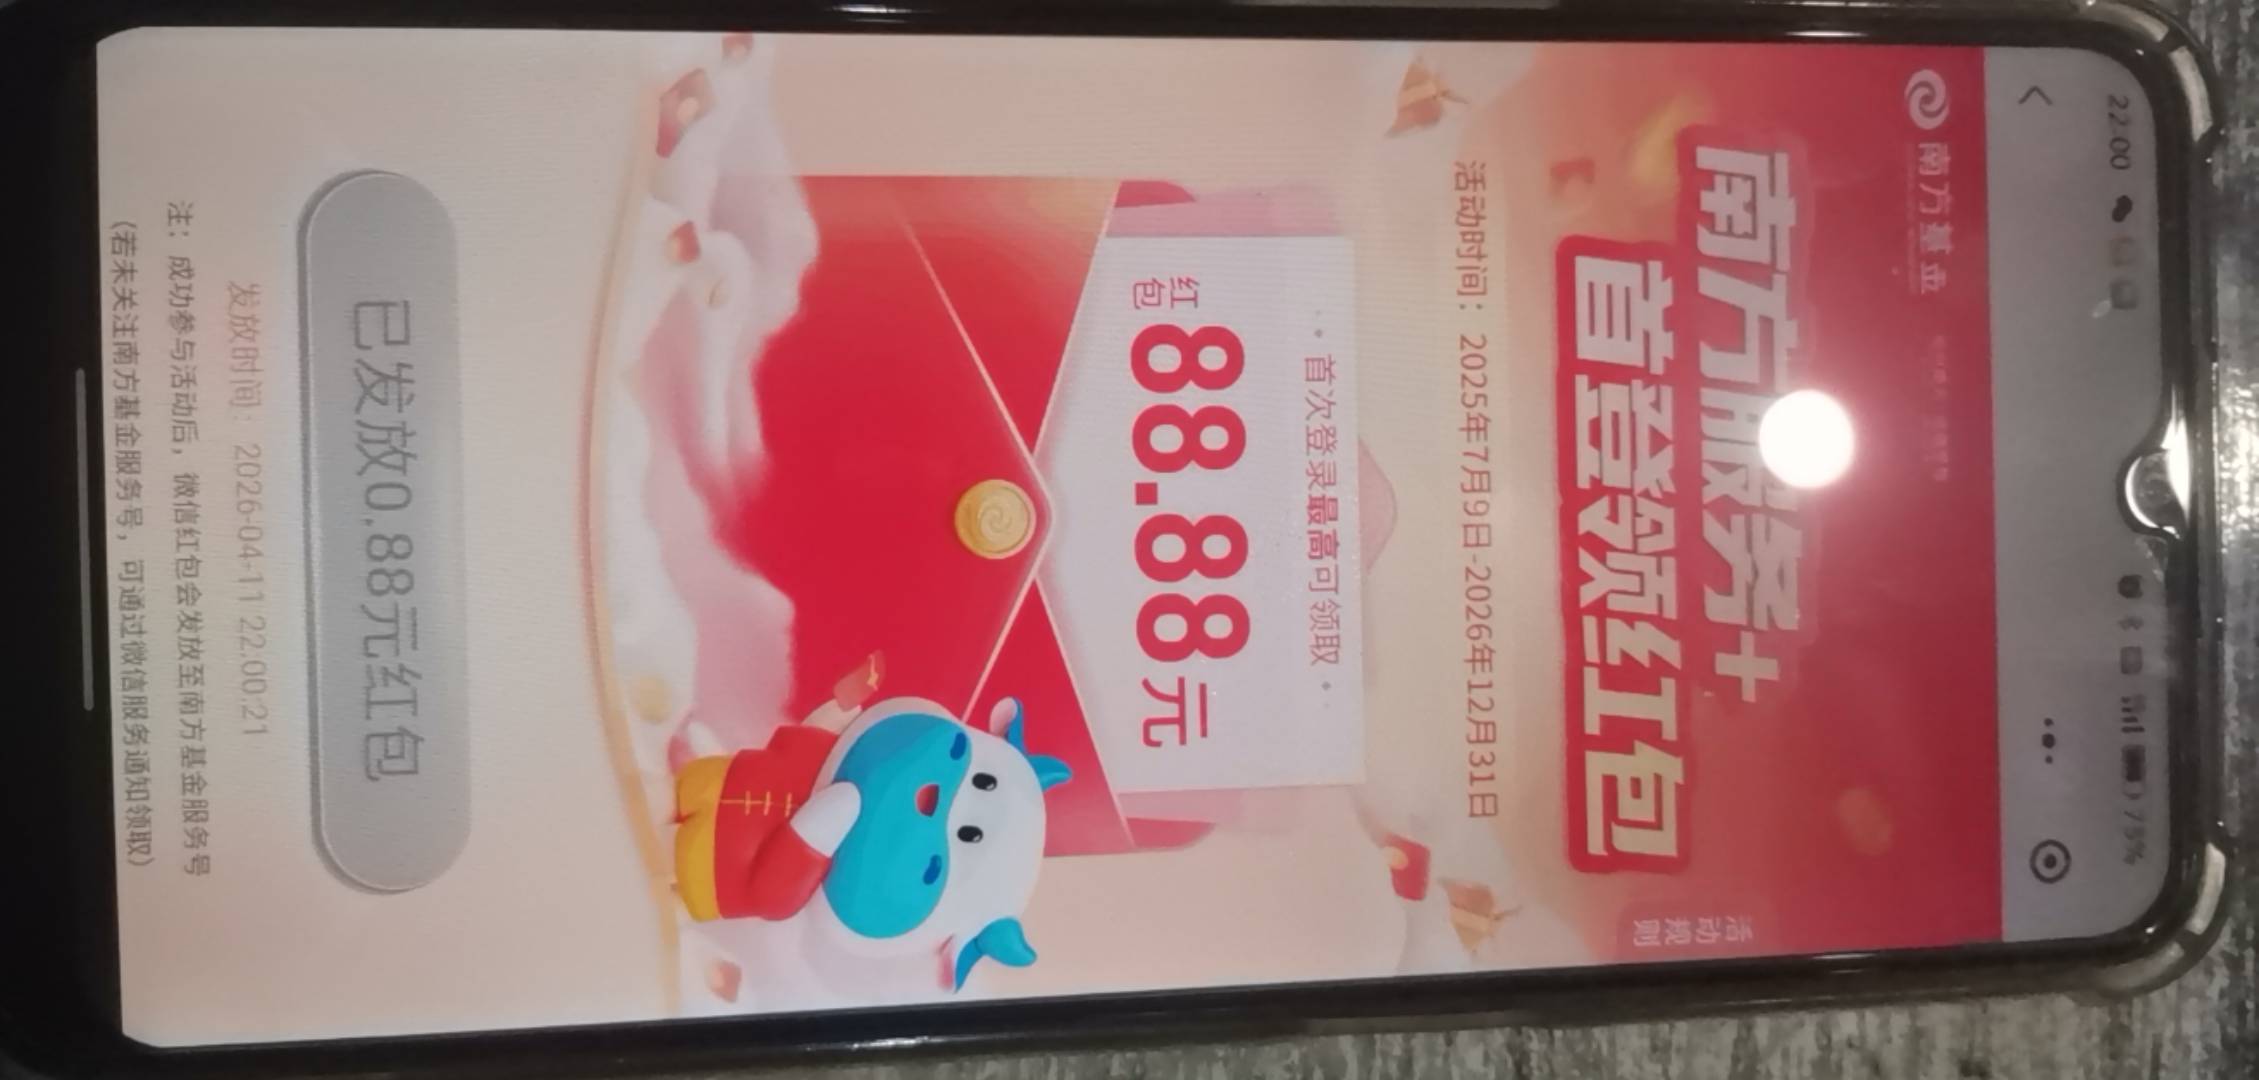 22:00
75%
南方基金
南方服务+
首登领红包
活动规则
活动时间：2025年7月9日-2026年12月31日
首次登录最高可领取
红包88.88元
已发放0.88元红包
发放时间：2026-04-11 22:00:21
注：成功参与活动后，微信红包会发放至南方基金服务号
（若未关注南方基金服务号，可通过微信服务通知领取）